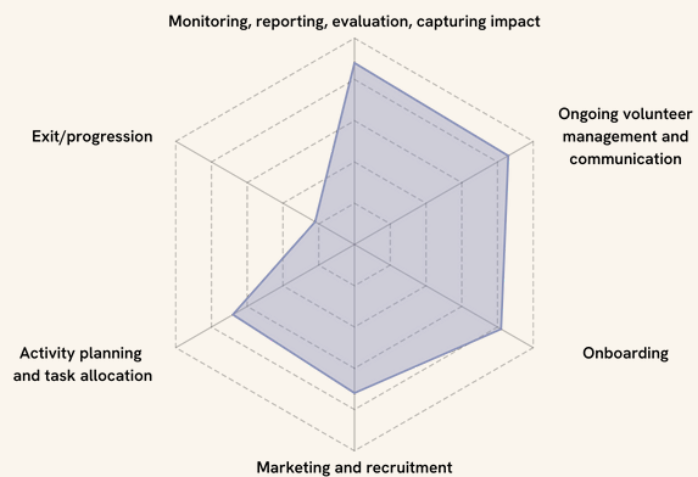 Monitoring, reporting, evaluation, capturing impact
Ongoing volunteer
management and
communication
Exit/progression
Activity planning
and task allocation
Onboarding
Marketing and recruitment